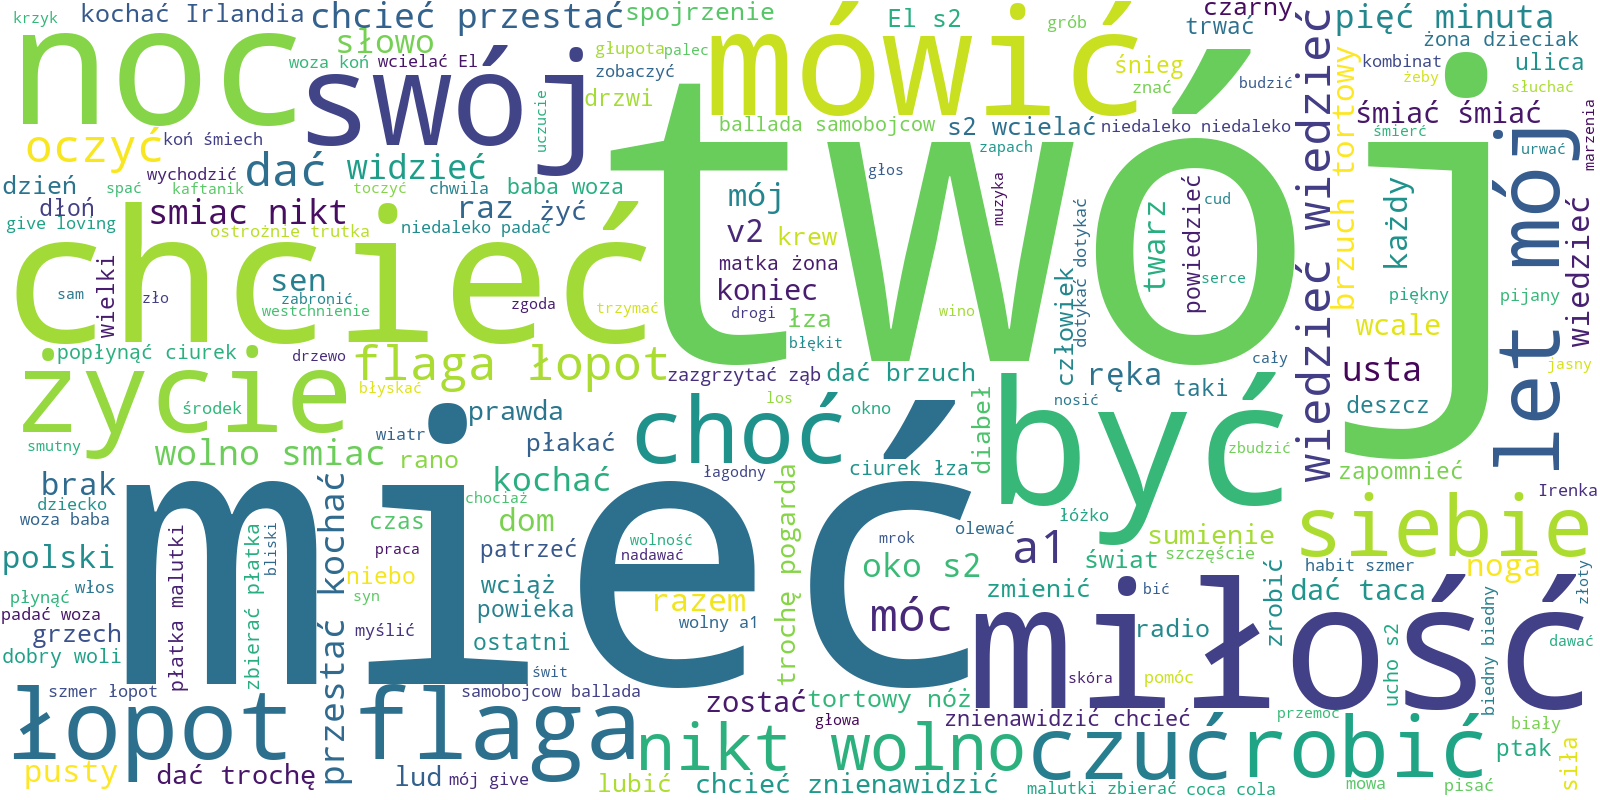 krzyk
kochać Irlandia
chcieć przestać
spojrzenie
El s2
grób
czarny
trwać
pięć minuta
żona dzieciak
noc
słowo
głupota
palec
mówić
śnieg
woza koń
wcielać El
zobaczyć
znać
budzić
kombinat
żeby
ulica
słuchać
swój
drzwi
uczucie
ballada samobojcow
s2 wcielać
niedaleko niedaleko
wiedzieć wiedzieć
brzuch tortowy
śmiać śmiać
śmierć
urwać
marzenia
oczyć
koń śmiech
dać
widzieć
zapach
głos
twój
let mój
dzień
spać
wychodzić
kaftanik
toczyć
chwila
baba woza
mój
muzyka
cud
dłoń
smiac nikt
raz
żyć
give loving
ostrożnie trutka
niedaleko padać
v2
krew
dotykać dotykać
twarz
powiedzieć
każdy
wiedzieć
chcieć
wielki
sen
matka żona
koniec
serce
człowiek
sam
zło
zabronić
westchnienie
zgoda
trzymać
drogi
łza
wino
piękny
pijany
wcale
popłynąć ciurek
drzewo
flaga łopot
błękit
zazgrzytać ząb
dać brzuch
ręka
taki
cały
usta
jasny
życie
błyskać
środek
prawda
los
okno
choć
nosić
deszcz
być
smutny
wolno smiac
wiatr
rano
płakać
diabeł
zbudzić
zapomnieć
brak
kochać
łagodny
ciurek łza
Irenka
dziecko
woza baba
mieć
przestać kochać
chociaż
czas
dom
trochę pogarda
olewać
łóżko
siebie
polski
płatka malutki
zbierać płatka
bliski
praca
patrzeć
wolność
nadawać
mrok
a1
sumienie
szczęście
świat
włos
płynąć
niebo
wciąż
oko s2
habit szmer
noga
padać woza
syn
powieka
razem
zmienić
bić
zrobić
dać taca
złoty
grzech
myślić
wolny a1
móc
miłość
radio
ucho s2
biedny biedny
dawać
dobry woli
ostatni
świt
skóra
pomóc
szmer łopot
samobojcow ballada
zostać
tortowy nóż
łopot flaga
głowa
znienawidzić chcieć
przemoc
biały
nikt wolno
czuć
robić
ptak
siła
pusty
dać trochę
lud
mój give
lubić
chcieć znienawidzić
malutki zbierać
coca cola
mowa
pisać